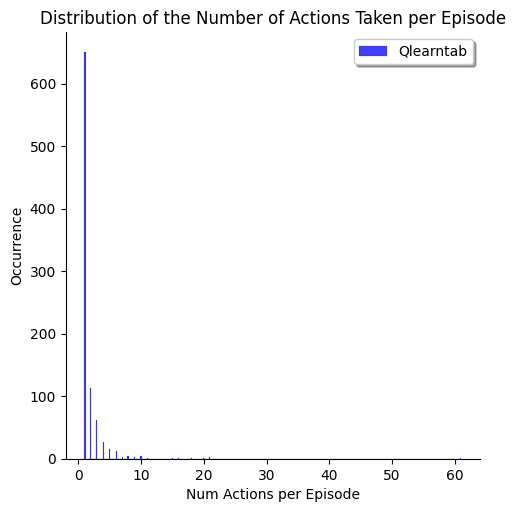 Distribution of the Number of Actions Taken per Episode
Qlearntab
600
500
400
300
200
100
0
Occurrence
0 10 20 30 40 50 60
Num Actions per Episode